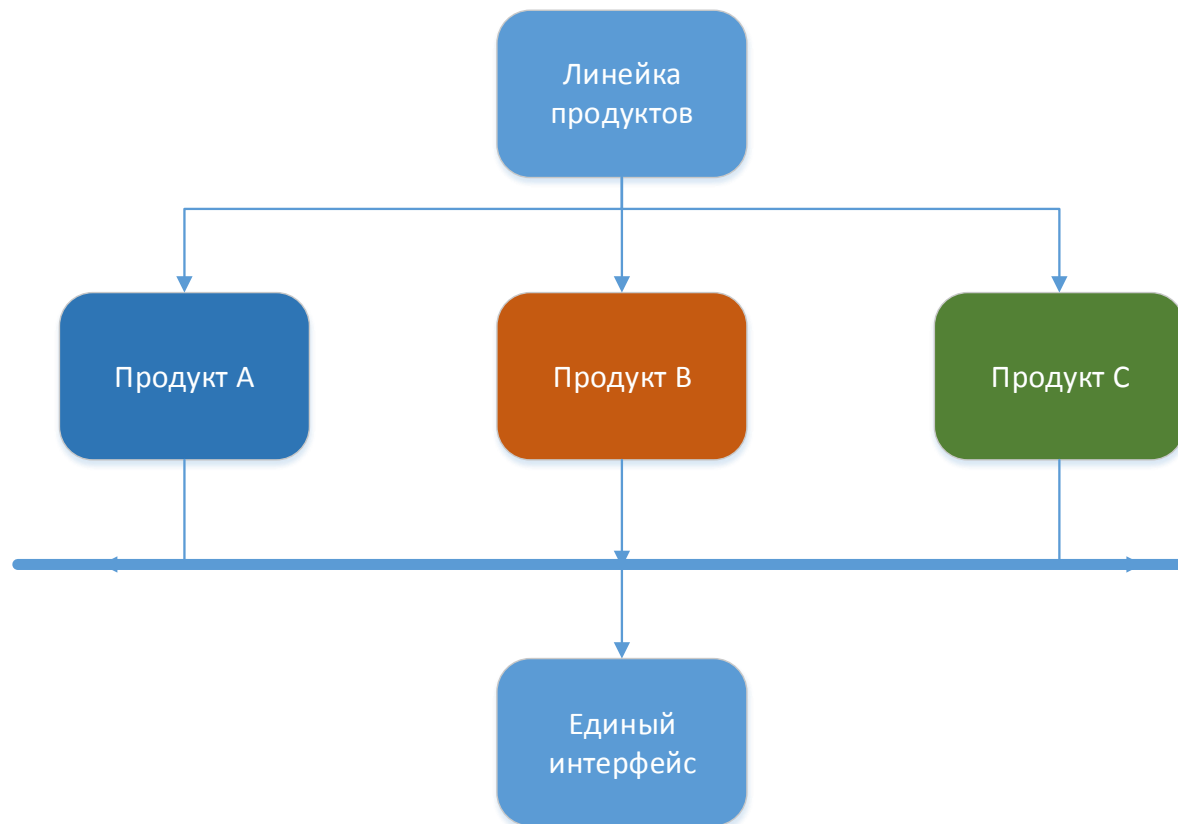 Линейка
продуктов
Продукт A
Продукт B
Продукт C
Единый
интерфейс